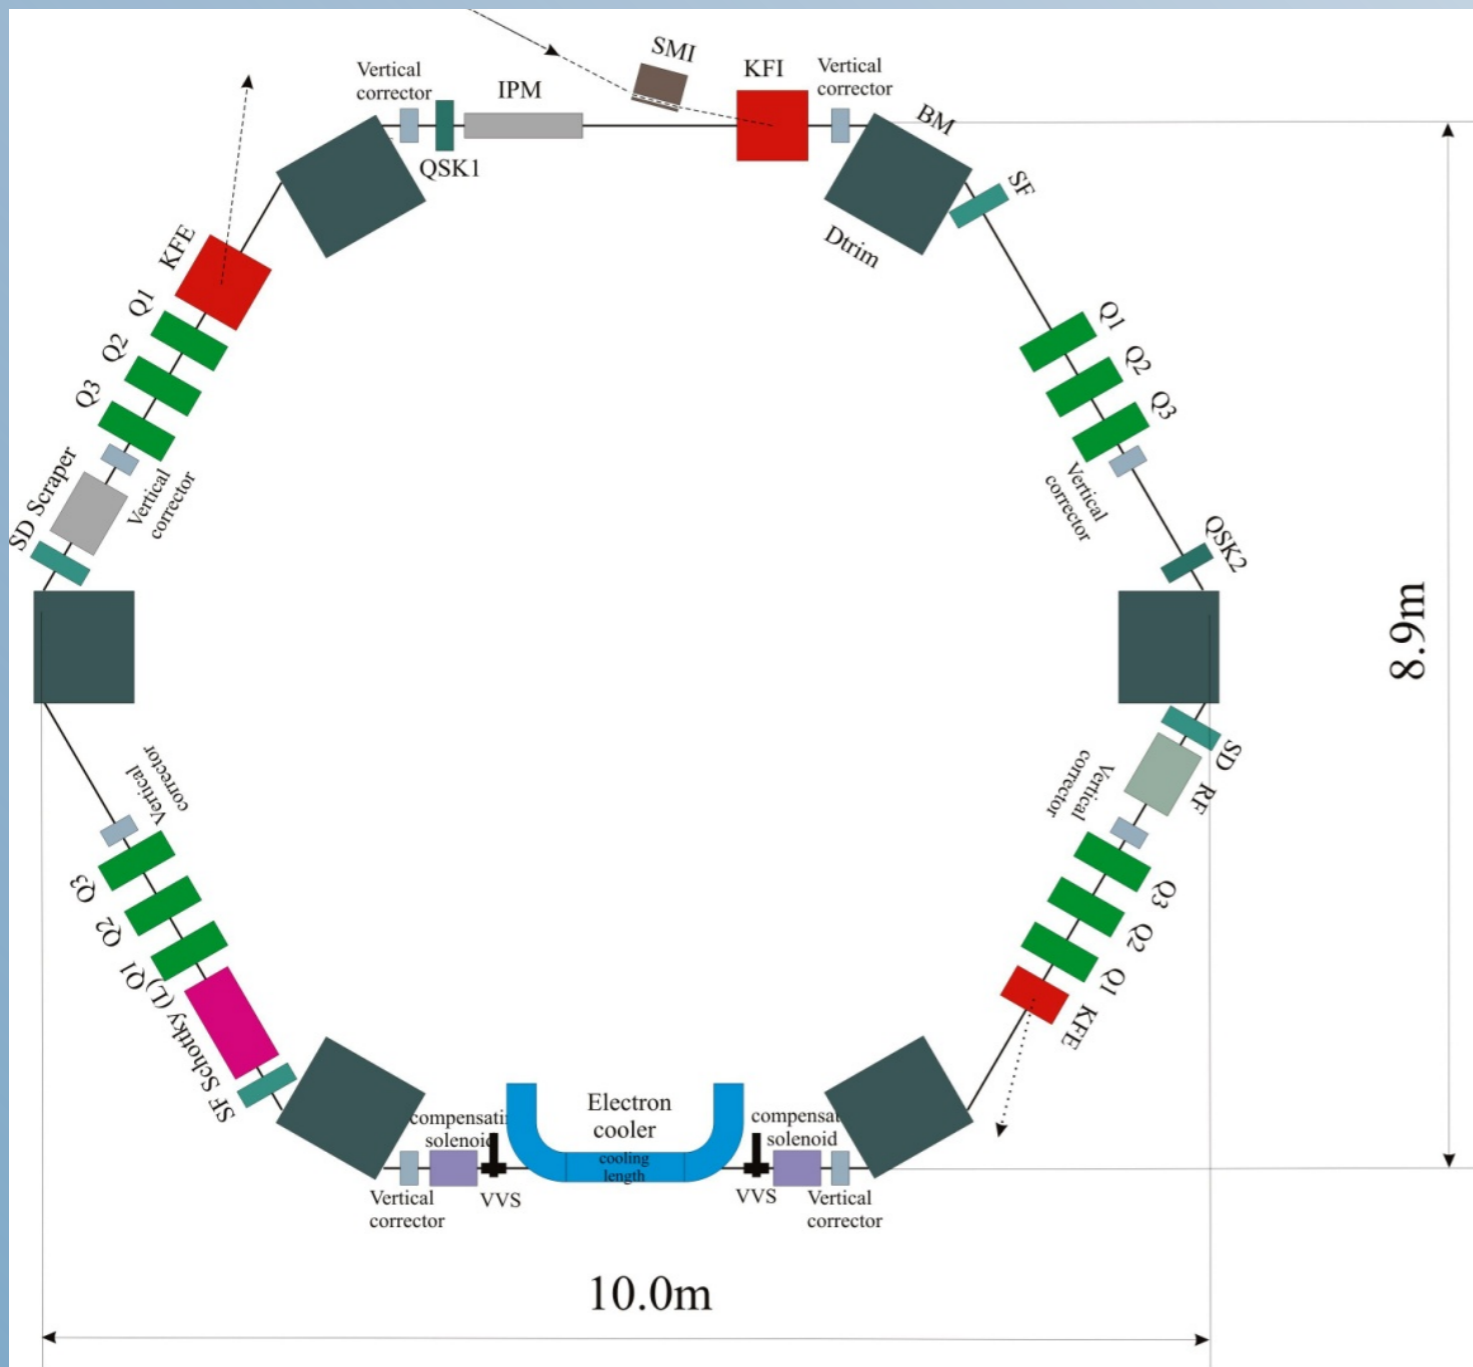 SMI
Vertical
corrector
IPM
KFI
Vertical
corrector
BM
QSK1
SF
Dtrim
KFE
Q1
Q2
Q3
Q1
Q2
Q3
SD Scraper
Vertical
corrector
Vertical
corrector
QSK2
8.9m
Vertical
corrector
Vertical
corrector
SD
RF
Q3
Q2
Q1
Q3
Q2
Q1
KFE
SF Schottky (L)
compensati
solenoid
Electron
cooler
compensat
solenoid
cooling
length
VVS
VVS
Vertical
corrector
Vertical
corrector
10.0m